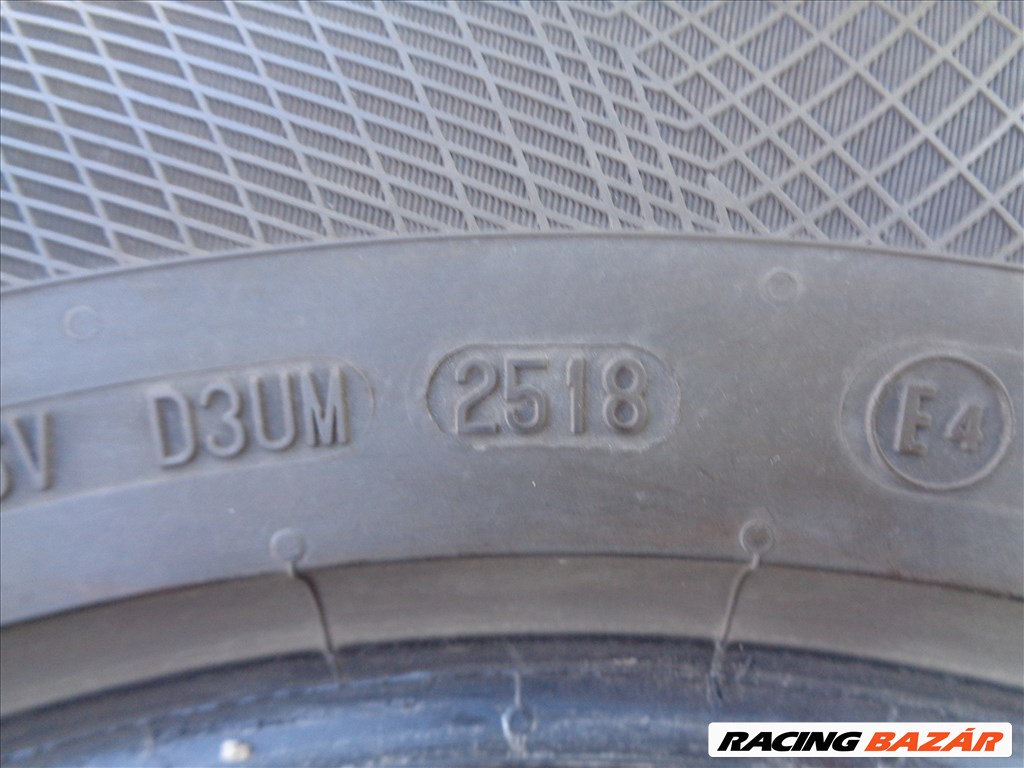 V D3UM 2518 E4
RACING BAZÁR